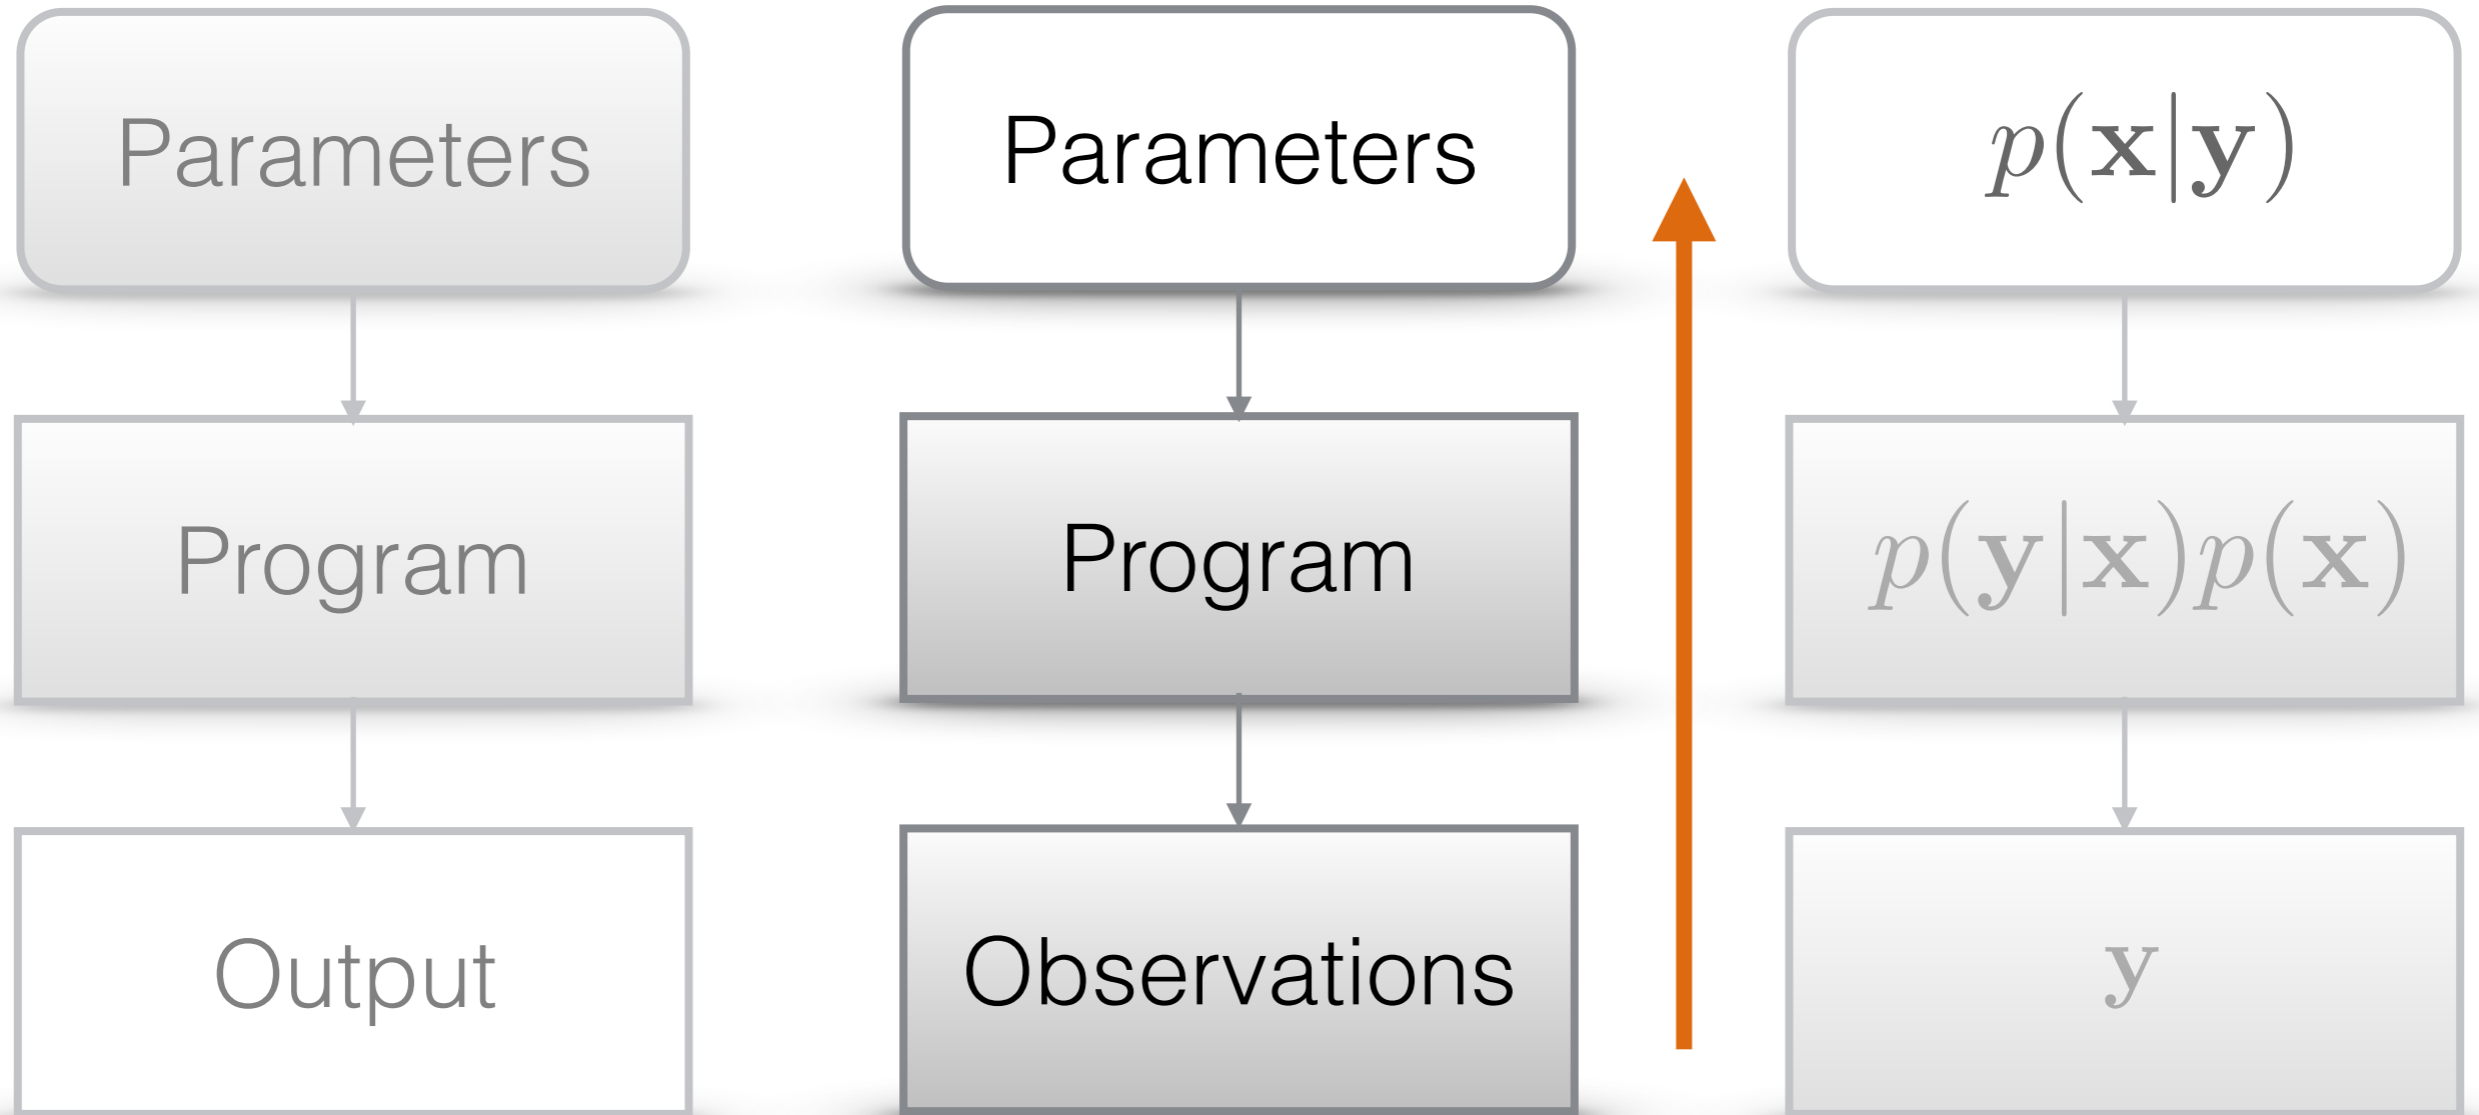 Parameters
Program
Output
Parameters
Program
Observations
p(x|y)
p(y|x)p(x)
y